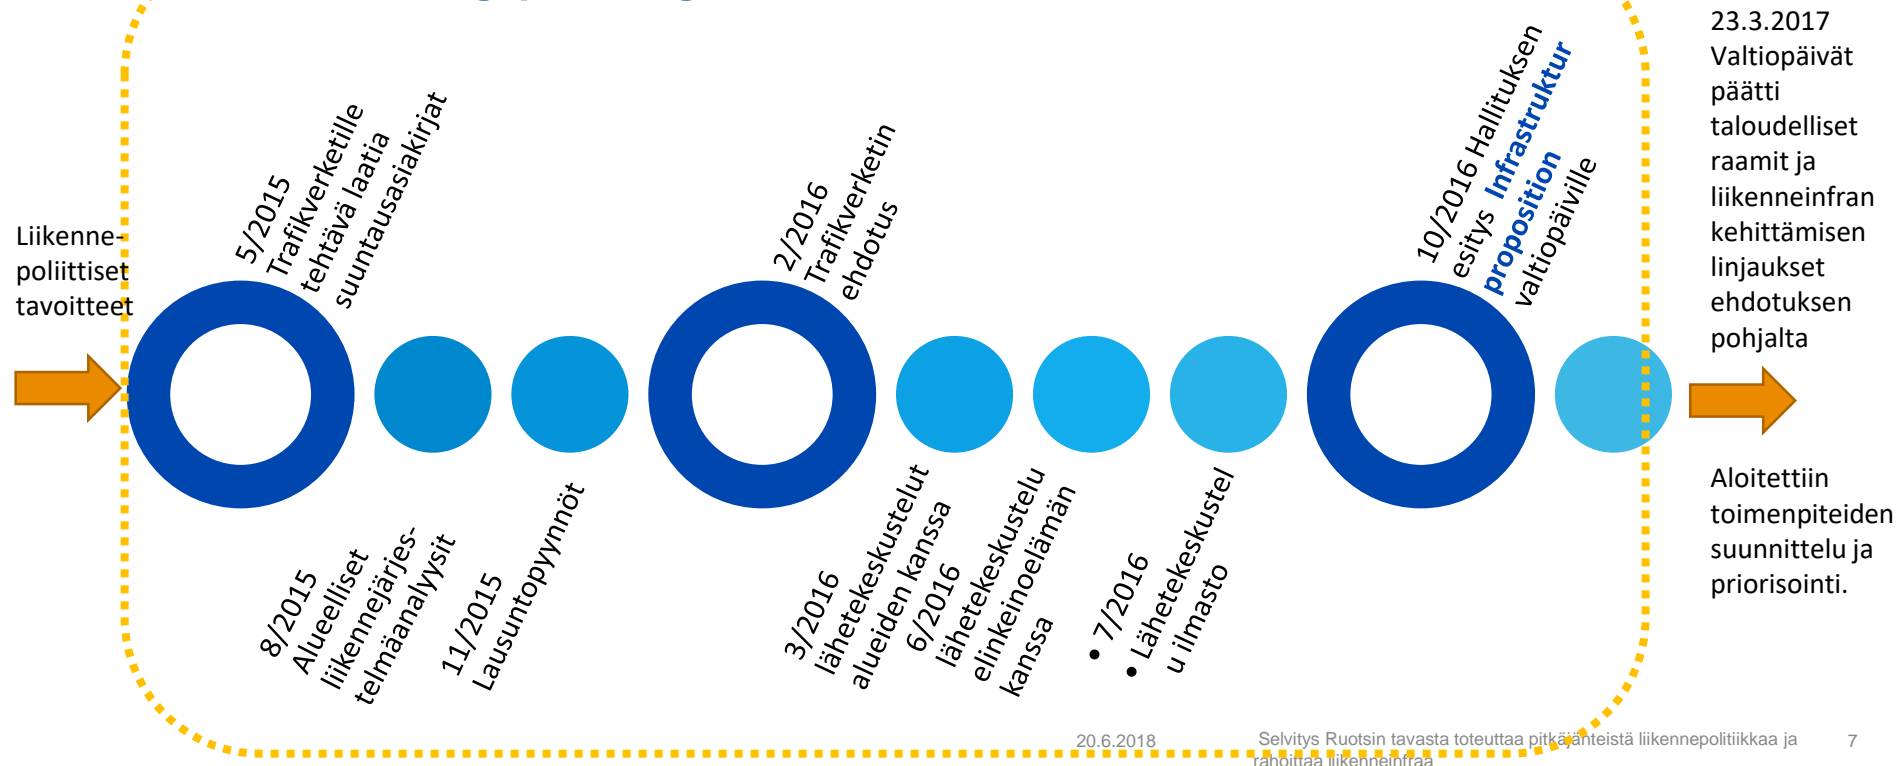 Liikenne-
poliittiset
tavoitteet
5/2015
Trafikverketille
tehtävä laatia
suuntausasiakirjat
8/2015
Alueelliset
liikennejärjes-
telmäanalyysit
11/2015
Lausuntopyynnöt
2/2016
Trafikverketin
ehdotus
3/2016
lähetekeskustelut
alueiden kanssa
6/2016
lähetekeskustelu
elinkeinoelämän
kanssa
• 7/2016
• Lähetekeskustel
u ilmasto
10/2016 Hallituksen
esitys Infrastruktur
proposition
valtiopäiville
23.3.2017
Valtiopäivät
päätti
taloudelliset
raamit ja
liikenneinfran
kehittämisen
linjaukset
ehdotuksen
pohjalta
Aloitettiin
toimenpiteiden
suunnittelu ja
priorisointi.
20.6.2018
Selvitys Ruotsin tavasta toteuttaa pitkäjänteistä liikennepolitiikkaa ja
rahoittaa liikenneinfraa
7